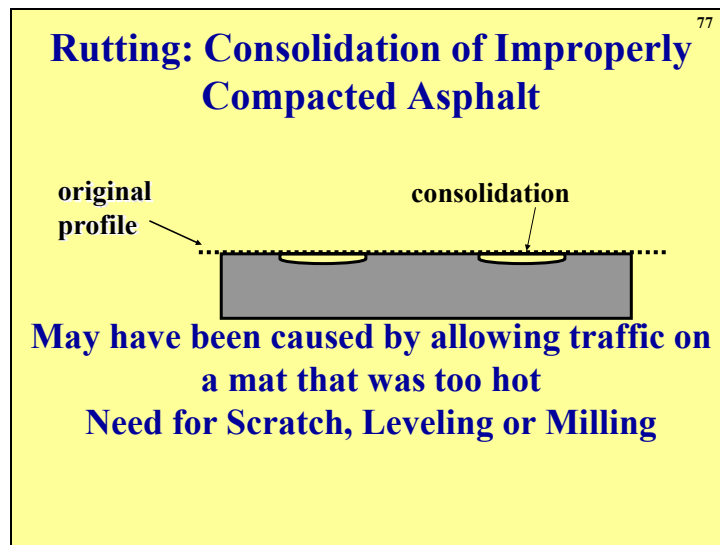 77
Rutting: Consolidation of Improperly
Compacted Asphalt
original
profile
consolidation
May have been caused by allowing traffic on
a mat that was too hot
Need for Scratch, Leveling or Milling